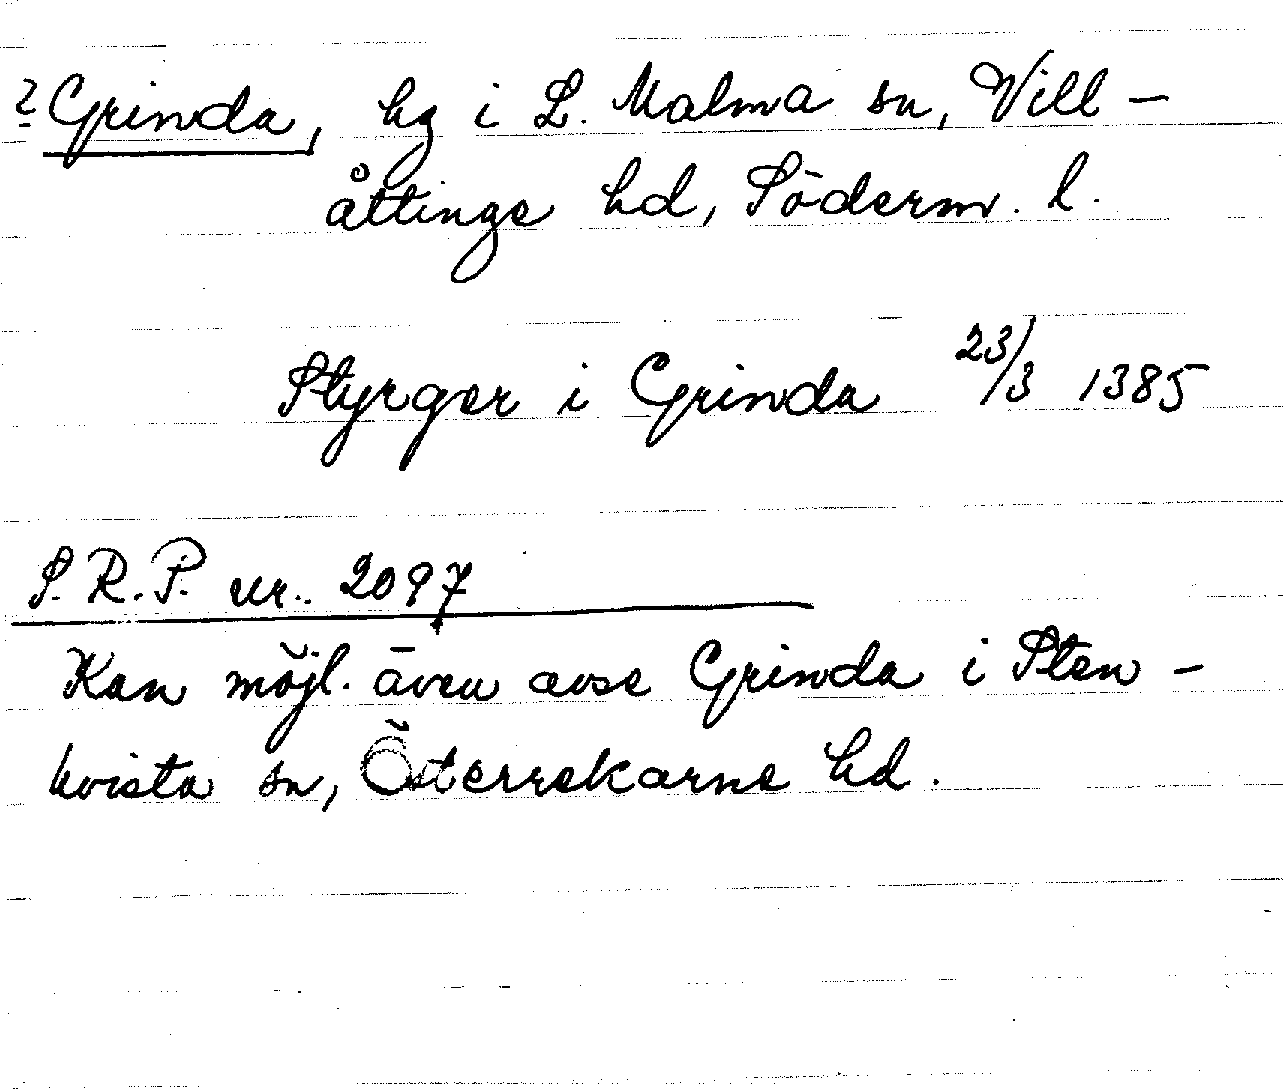 ? Grinda, hg i L. Malma sn, Vill-
åttinge hd, Söderm. l.
Styrger i Grinda 23/3 1385
S.R.P. nr. 2097
Kan möjl. även avse Grinda i Sten-
kvista sn, Österrekarne hd.